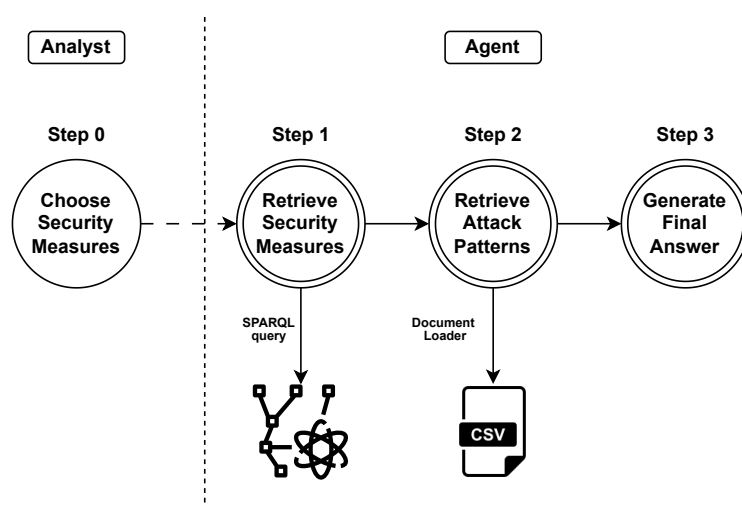 Analyst
Agent
Step 0
Step 1
Step 2
Step 3
Choose
Security
Measures
Retrieve
Security
Measures
Retrieve
Attack
Patterns
Generate
Final
Answer
SPARQL
query
Document
Loader
CSV